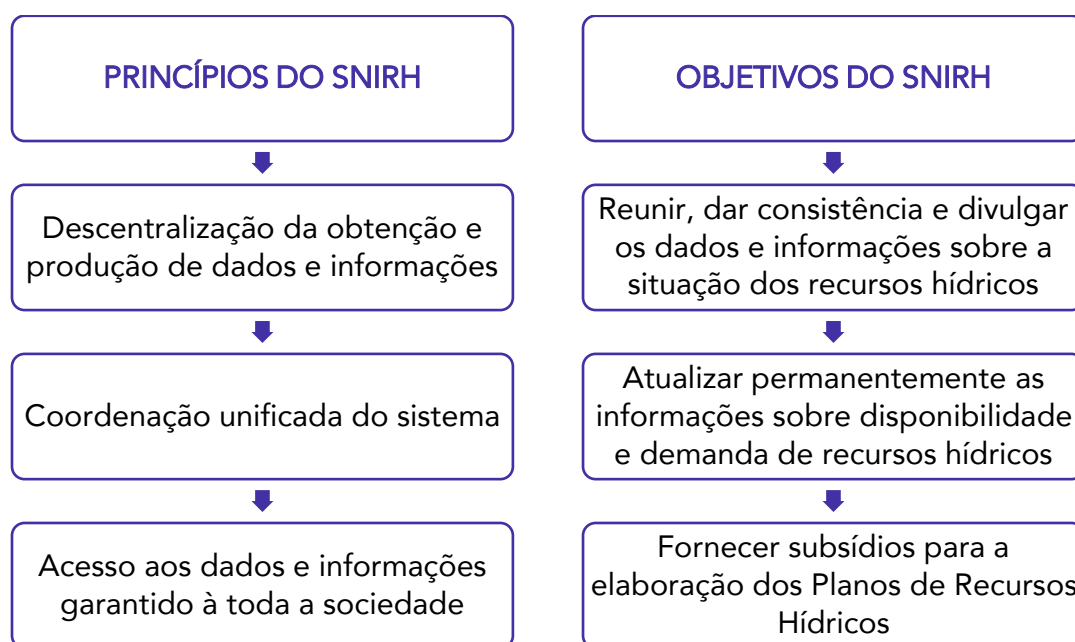 PRINCÍPIOS DO SNIRH
Descentralização da obtenção e
produção de dados e informações
Coordenação unificada do sistema
Acesso aos dados e informações
garantido à toda a sociedade
OBJETIVOS DO SNIRH
Reunir, dar consistência e divulgar
os dados e informações sobre a
situação dos recursos hídricos
Atualizar permanentemente as
informações sobre disponibilidade
e demanda de recursos hídricos
Fornecer subsídios para a
elaboração dos Planos de Recursos
Hídricos